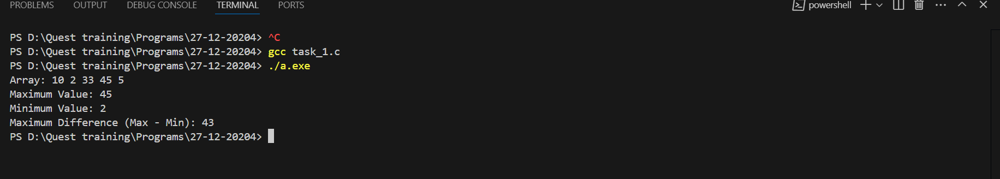 PROBLEMS OUTPUT DEBUG CONSOLE TERMINAL PORTS powershell
PS D:\Quest training\Programs\27-12-20204> ^C
PS D:\Quest training\Programs\27-12-20204> gcc task_1.c
PS D:\Quest training\Programs\27-12-20204> ./a.exe
Array: 10 2 33 45 5
Maximum Value: 45
Minimum Value: 2
Maximum Difference (Max - Min): 43
PS D:\Quest training\Programs\27-12-20204>